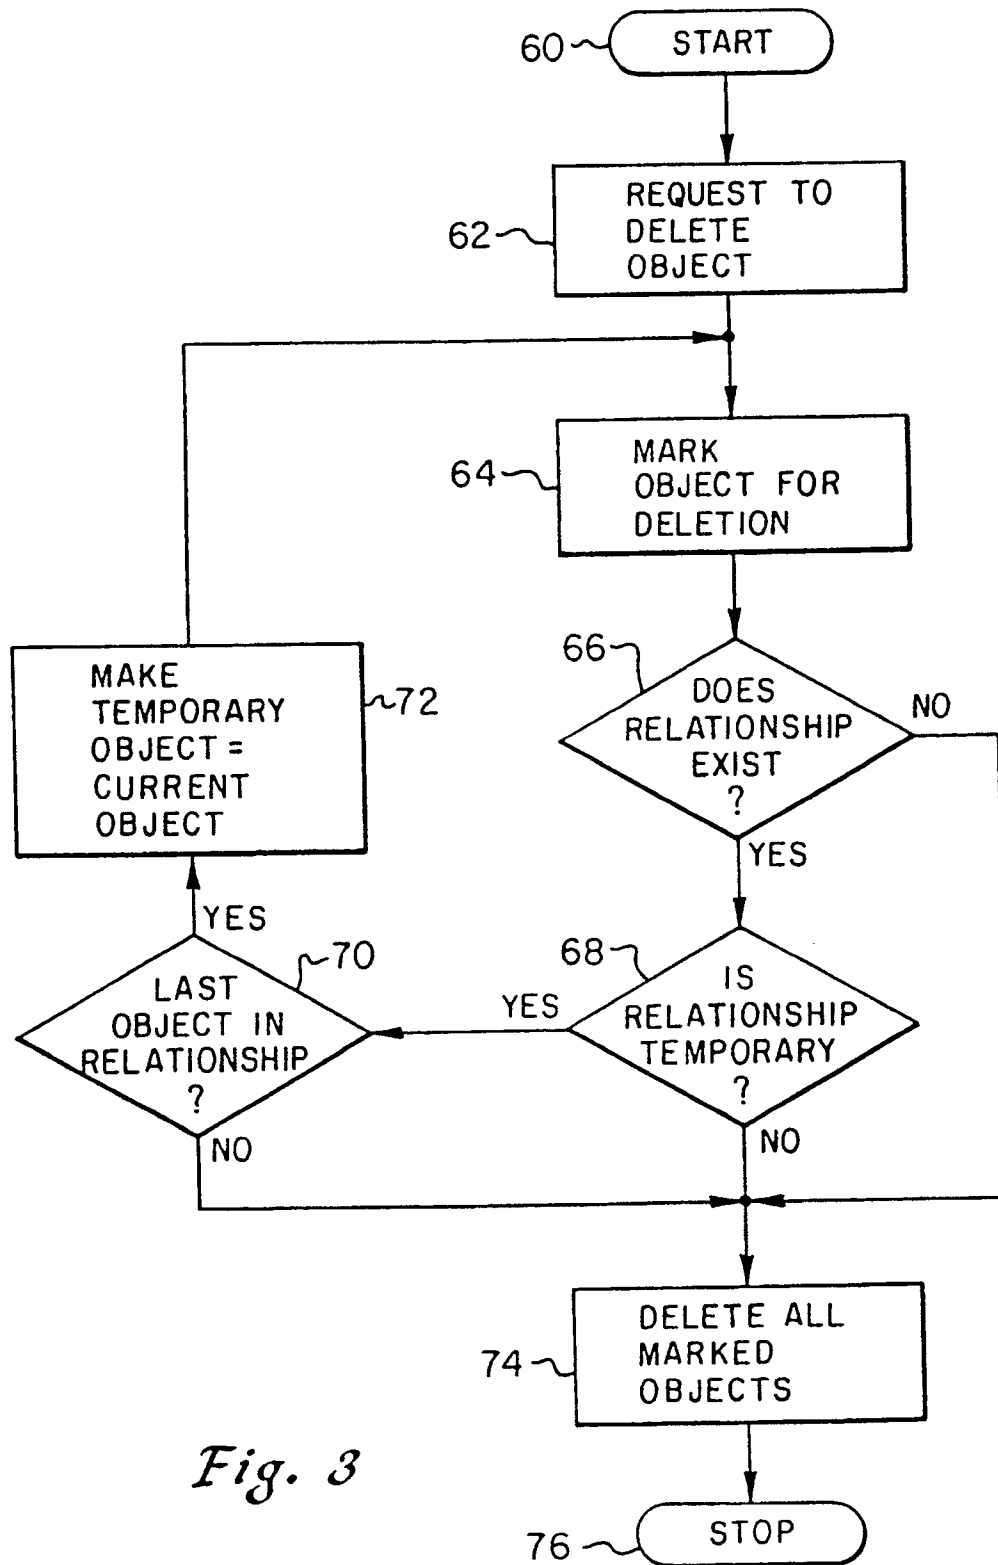 60
START
62
REQUEST TO
DELETE
OBJECT
64
MARK
OBJECT FOR
DELETION
66
DOES
RELATIONSHIP
EXIST
?
NO
YES
MAKE
TEMPORARY
OBJECT =
CURRENT
OBJECT
72
YES
70
LAST
OBJECT IN
RELATIONSHIP
?
NO
68
YES
IS
RELATIONSHIP
TEMPORARY
?
NO
74
DELETE ALL
MARKED
OBJECTS
Fig. 3
76
STOP